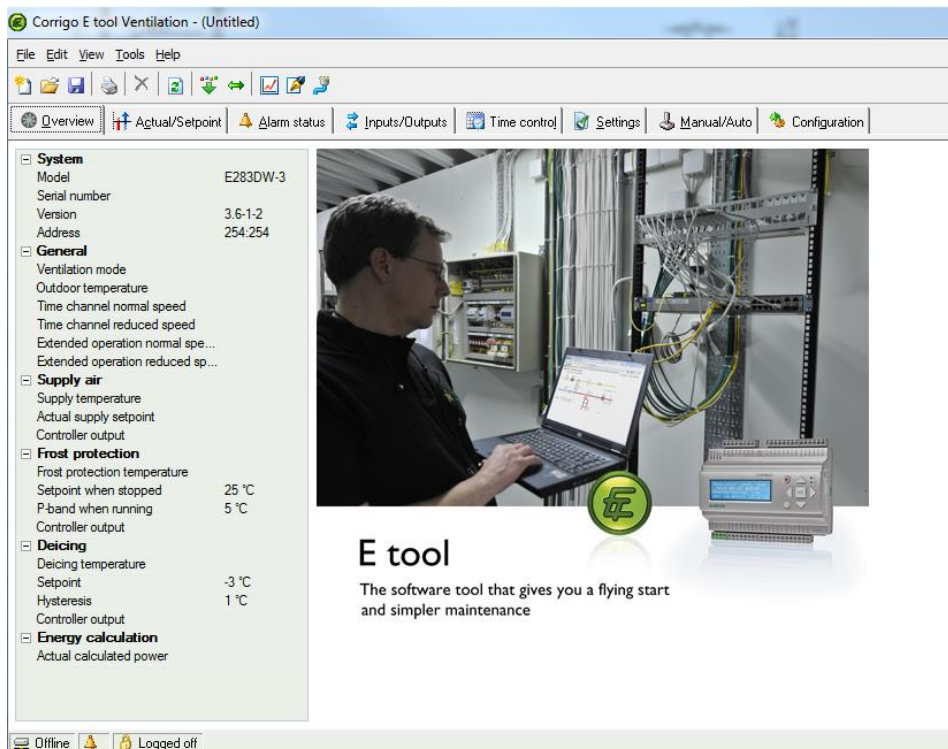 Corrigo E tool Ventilation - (Untitled)
File Edit View Tools Help
Overview Actual/Setpoint Alarm status Inputs/Outputs Time control Settings Manual/Auto Configuration
System
Model E283DW-3
Serial number
Version 3.6-1-2
Address 254:254
General
Ventilation mode
Outdoor temperature
Time channel normal speed
Time channel reduced speed
Extended operation normal spe...
Extended operation reduced sp...
Supply air
Supply temperature
Actual supply setpoint
Controller output
Frost protection
Frost protection temperature
Setpoint when stopped 25 °C
P-band when running 5 °C
Controller output
Deicing
Deicing temperature
Setpoint -3 °C
Hysteresis 1 °C
Controller output
Energy calculation
Actual calculated power
E tool
The software tool that gives you a flying start
and simpler maintenance
Offline Logged off